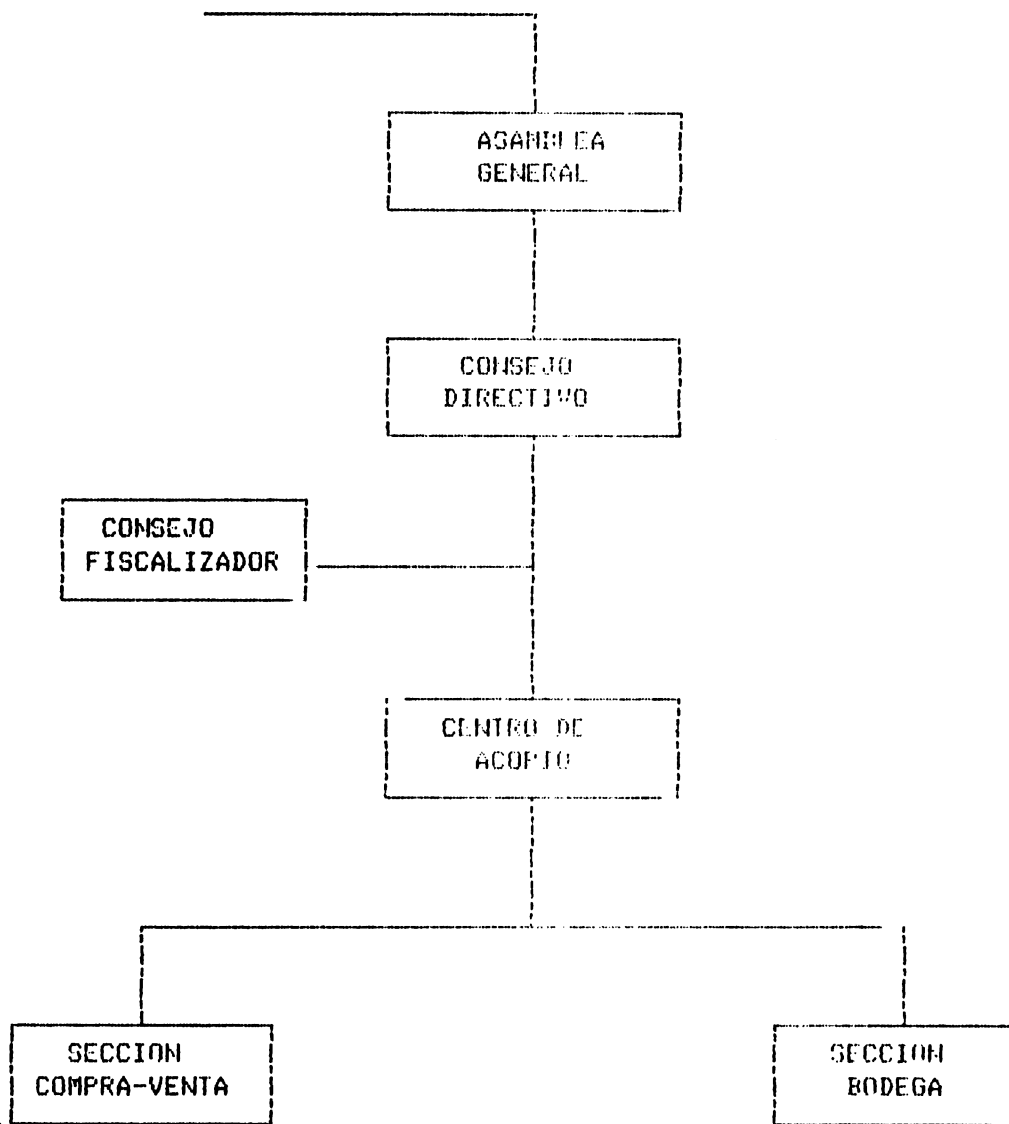 ASAMBLEA
GENERAL
CONSEJO
DIRECTIVO
CONSEJO
FISCALIZADOR
CENTRO DE
ACOPIO
SECCION
COMPRA-VENTA
SECCION
BODEGA